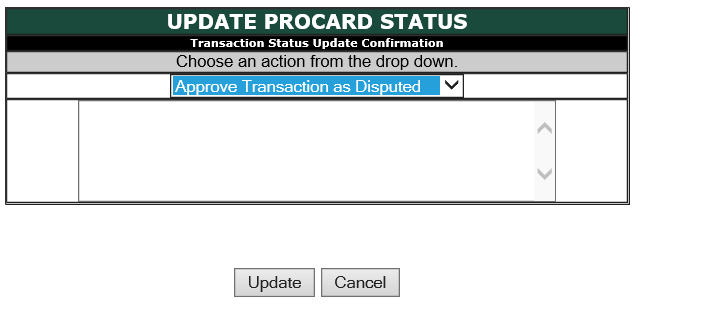 UPDATE PROCARD STATUS
Transaction Status Update Confirmation
Choose an action from the drop down.
Approve Transaction as Disputed
Update Cancel